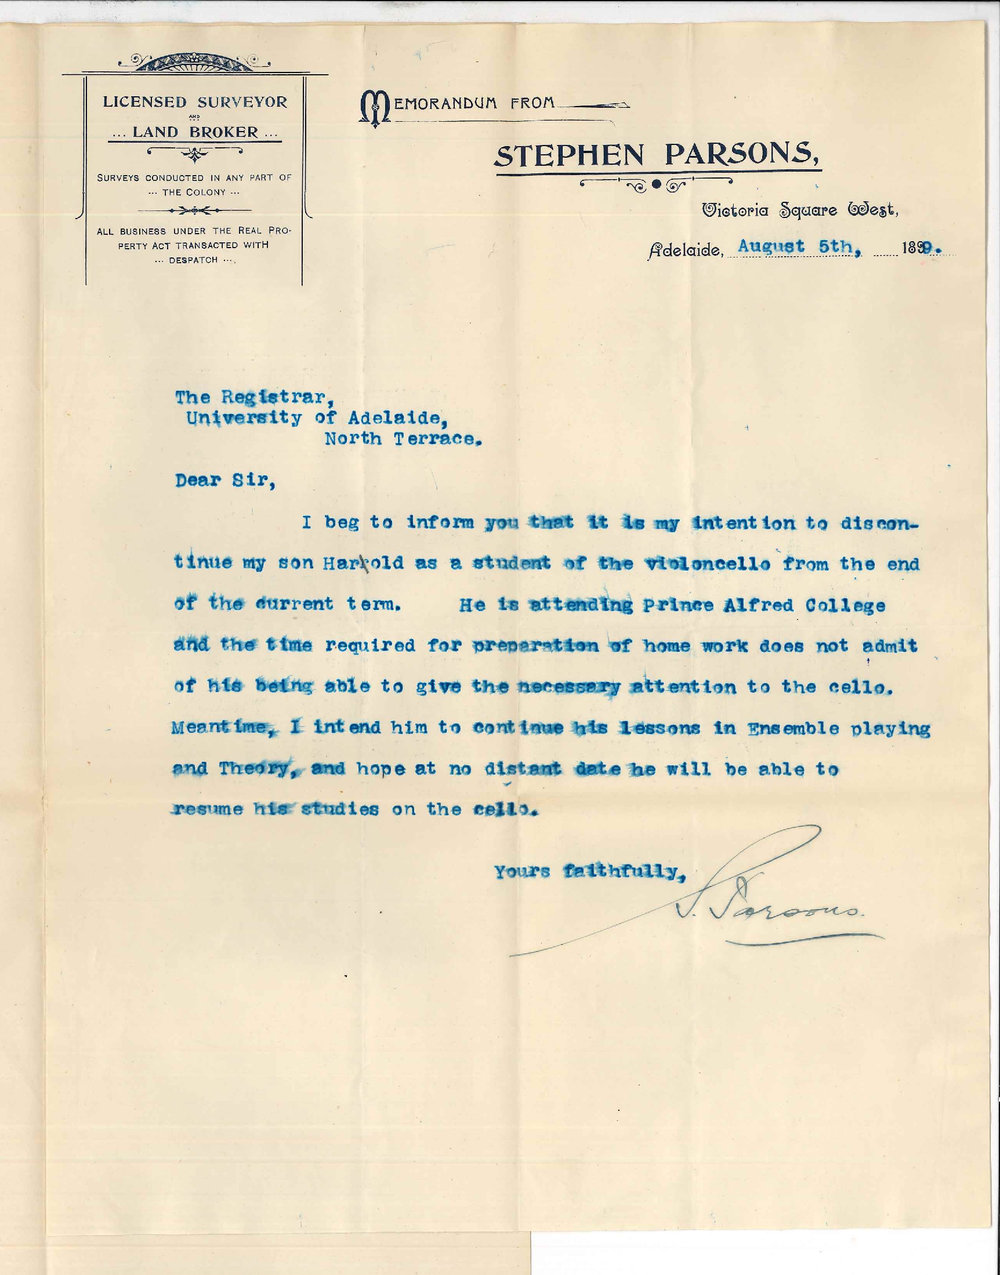 LICENSED SURVEYOR
AND
... LAND BROKER ...
SURVEYS CONDUCTED IN ANY PART OF
... THE COLONY ...
ALL BUSINESS UNDER THE REAL PRO-
PERTY ACT TRANSACTED WITH
... DESPATCH ...
MEMORANDUM FROM
STEPHEN PARSONS,
Victoria Square West,
Adelaide, August 5th, 1899.
The Registrar,
University of Adelaide,
North Terrace.
Dear Sir,
I beg to inform you that it is my intention to discon-
tinue my son Harrold as a student of the violoncello from the end
of the current term. He is attending Prince Alfred College
and the time required for preparation of home work does not admit
of his being able to give the necessary attention to the cello.
Meantime, I intend him to continue his lessons in Ensemble playing
and Theory, and hope at no distant date he will be able to
resume his studies on the cello.
Yours faithfully,
S. Parsons.